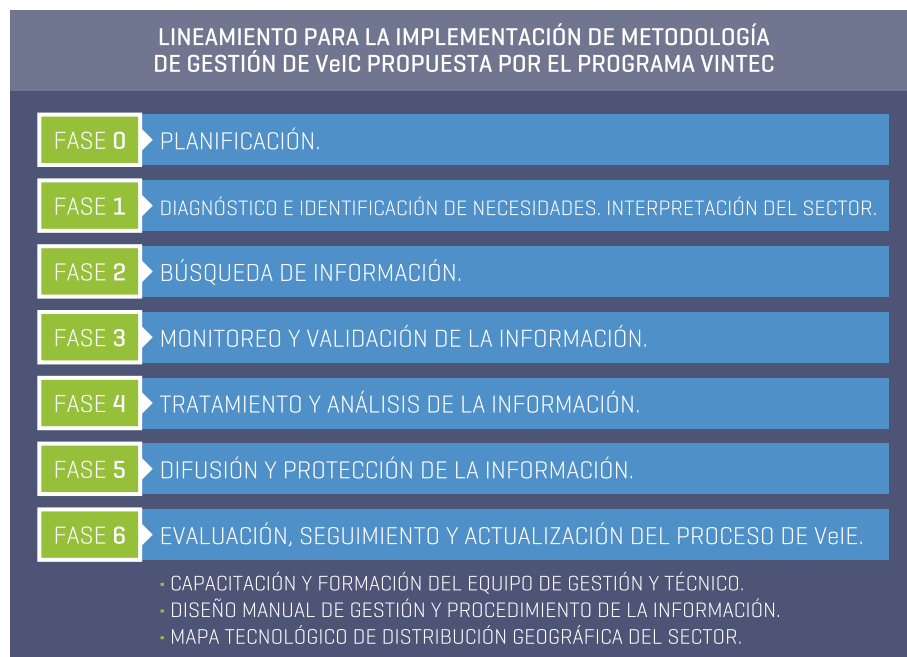 LINEAMIENTO PARA LA IMPLEMENTACIÓN DE METODOLOGÍA
DE GESTIÓN DE VeIC PROPUESTA POR EL PROGRAMA VINTEC
FASE 0 PLANIFICACIÓN.
FASE 1 DIAGNÓSTICO E IDENTIFICACIÓN DE NECESIDADES. INTERPRETACIÓN DEL SECTOR.
FASE 2 BÚSQUEDA DE INFORMACIÓN.
FASE 3 MONITOREO Y VALIDACIÓN DE LA INFORMACIÓN.
FASE 4 TRATAMIENTO Y ANÁLISIS DE LA INFORMACIÓN.
FASE 5 DIFUSIÓN Y PROTECCIÓN DE LA INFORMACIÓN.
FASE 6 EVALUACIÓN, SEGUIMIENTO Y ACTUALIZACIÓN DEL PROCESO DE VeIE.
• CAPACITACIÓN Y FORMACIÓN DEL EQUIPO DE GESTIÓN Y TÉCNICO.
• DISEÑO MANUAL DE GESTIÓN Y PROCEDIMIENTO DE LA INFORMACIÓN.
• MAPA TECNOLÓGICO DE DISTRIBUCIÓN GEOGRÁFICA DEL SECTOR.